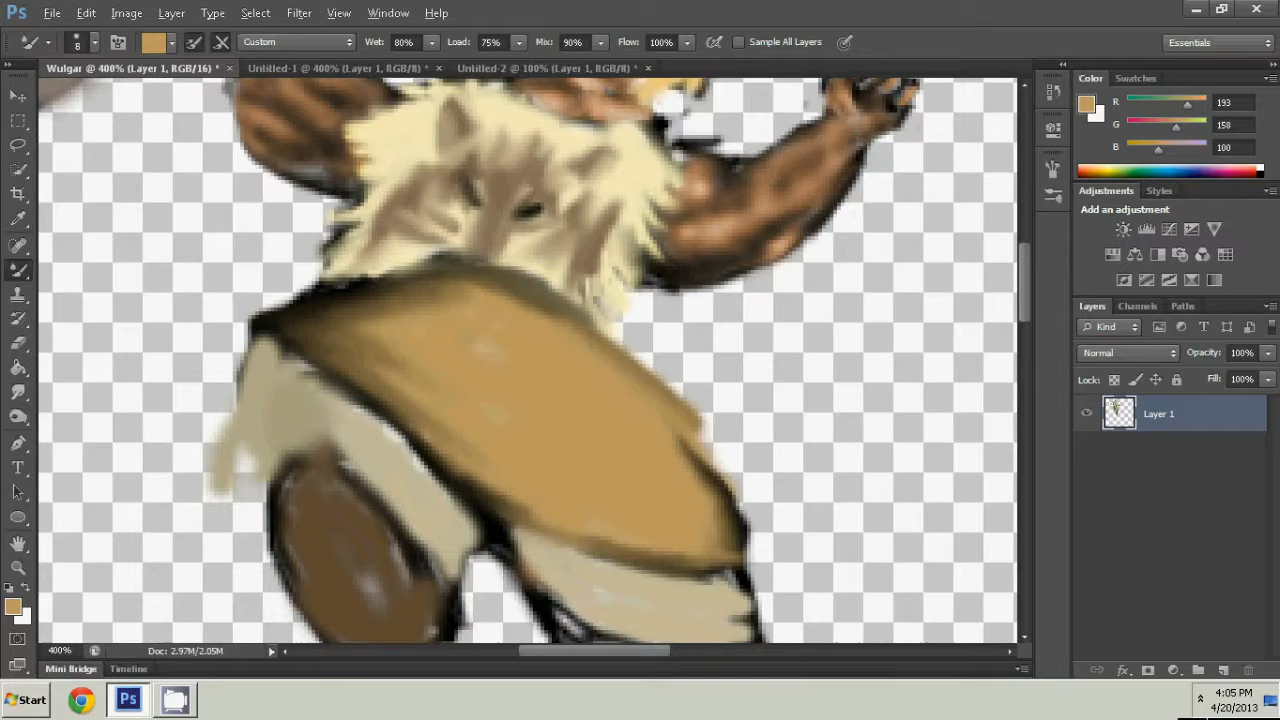 Ps File Edit Image Layer Type Select Filter View Window Help
8 Custom Wet: 80% Load: 75% Mix: 90% Flow: 100% Sample All Layers Essentials
Wulgar @ 400% (Layer 1, RGB/16) * × Untitled-1 @ 400% (Layer 1, RGB/8) * × Untitled-2 @ 100% (Layer 1, RGB/8) * ×
Color Swatches
R 193
G 158
B 100
Adjustments Styles
Add an adjustment
Layers Channels Paths
Kind
Normal Opacity: 100%
Lock: Fill: 100%
Layer 1
400% Doc: 2.97M/2.05M
Mini Bridge Timeline
Start Ps 4:05 PM
4/20/2013